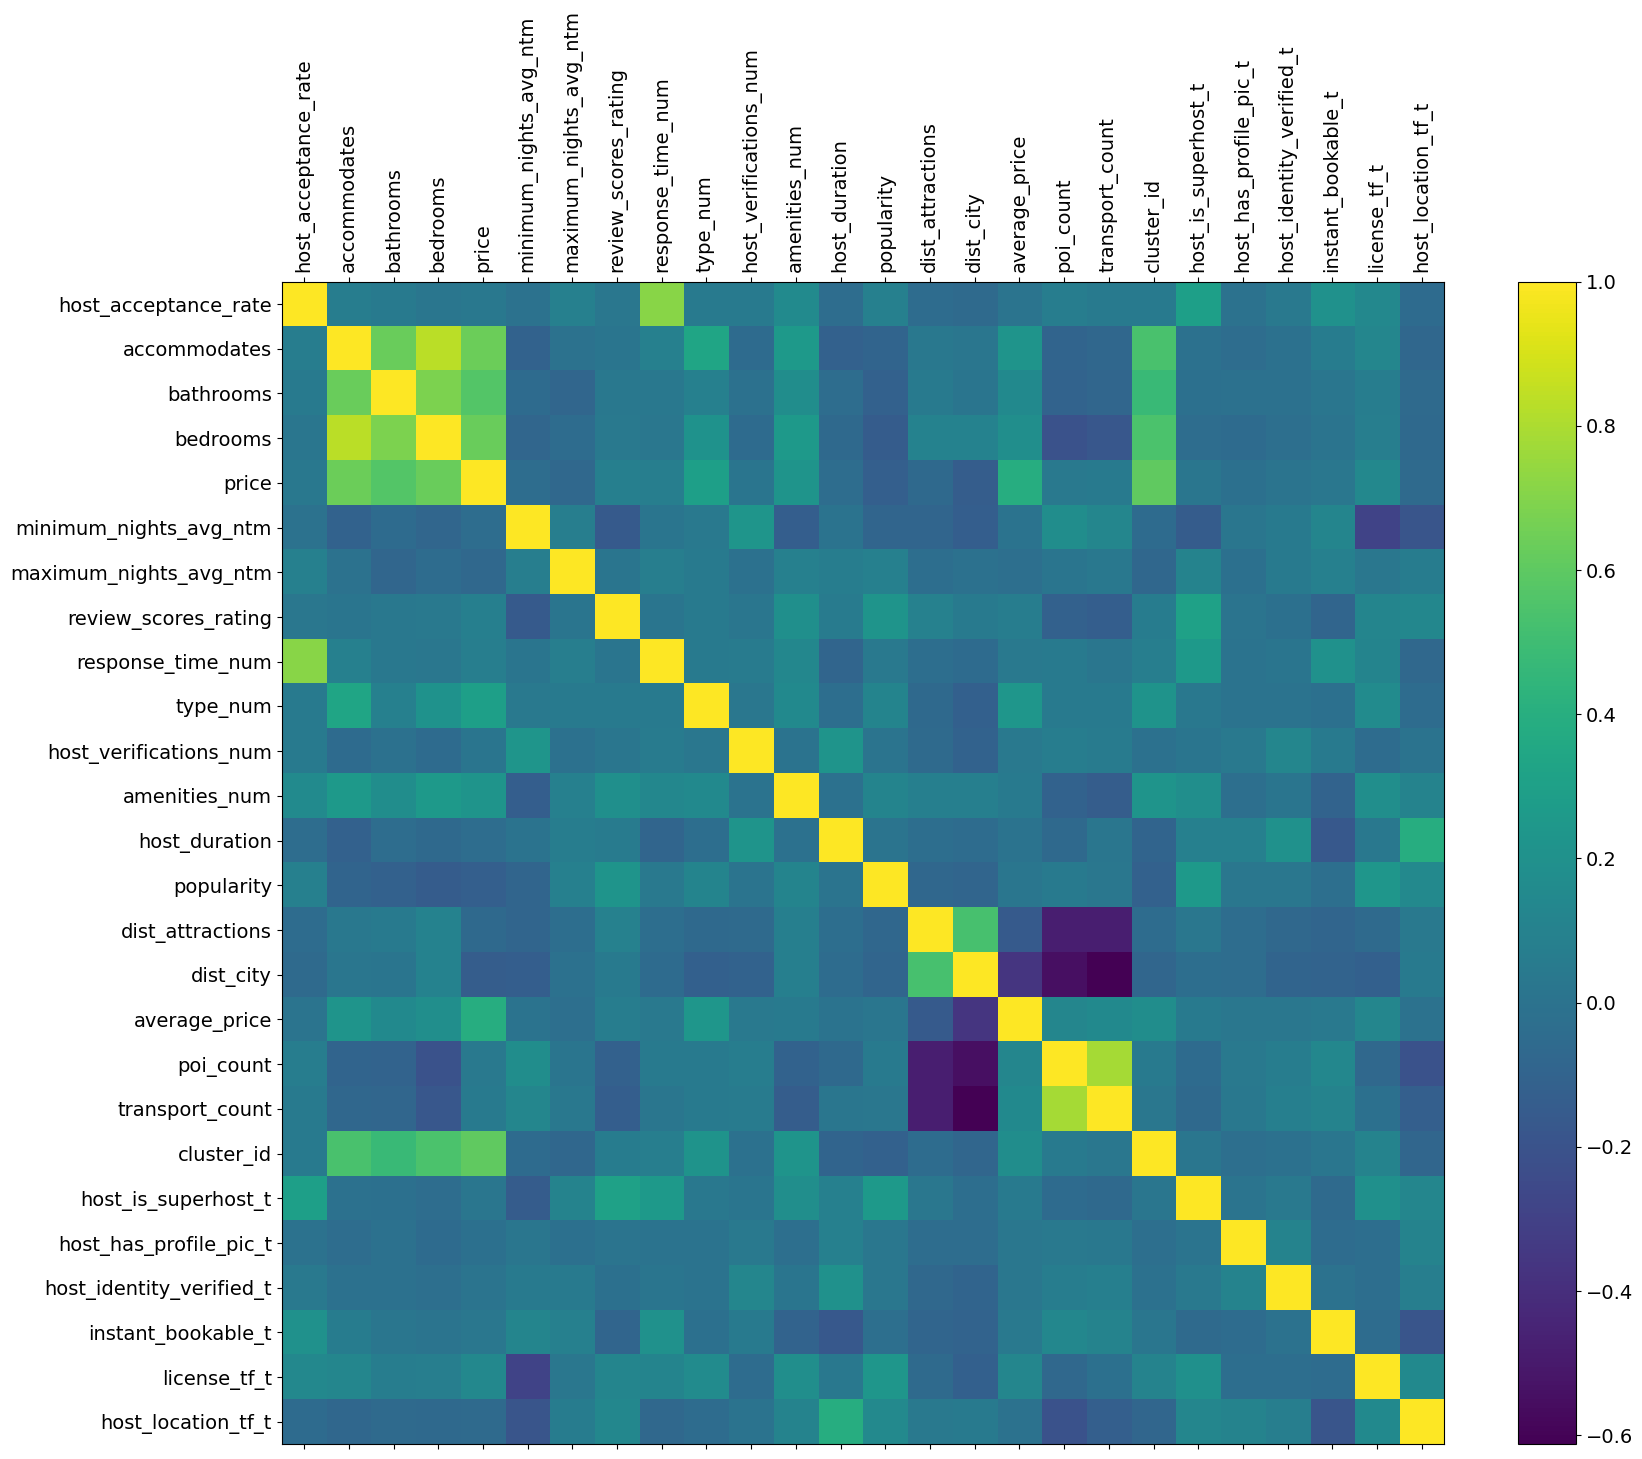 host_acceptance_rate
accommodates
bathrooms
bedrooms
price
minimum_nights_avg_ntm
maximum_nights_avg_ntm
review_scores_rating
response_time_num
type_num
host_verifications_num
amenities_num
host_duration
popularity
dist_attractions
dist_city
average_price
poi_count
transport_count
cluster_id
host_is_superhost_t
host_has_profile_pic_t
host_identity_verified_t
instant_bookable_t
license_tf_t
host_location_tf_t
host_acceptance_rate
accommodates
bathrooms
bedrooms
price
minimum_nights_avg_ntm
maximum_nights_avg_ntm
review_scores_rating
response_time_num
type_num
host_verifications_num
amenities_num
host_duration
popularity
dist_attractions
dist_city
average_price
poi_count
transport_count
cluster_id
host_is_superhost_t
host_has_profile_pic_t
host_identity_verified_t
instant_bookable_t
license_tf_t
host_location_tf_t
1.0
0.8
0.6
0.4
0.2
0.0
−0.2
−0.4
−0.6